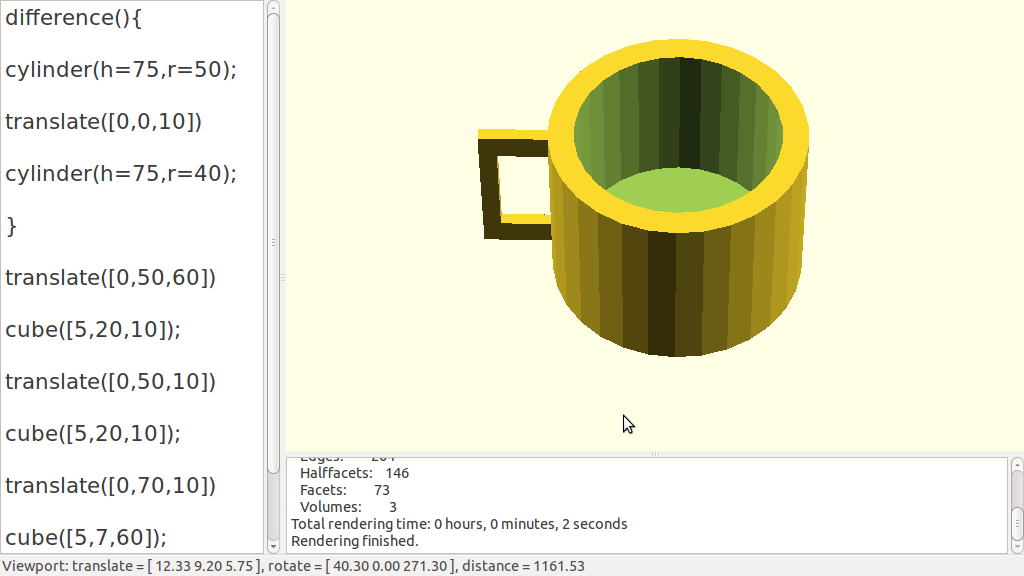 difference(){
cylinder(h=75,r=50);
translate([0,0,10])
cylinder(h=75,r=40);
}
translate([0,50,60])
cube([5,20,10]);
translate([0,50,10])
cube([5,20,10]);
translate([0,70,10])
cube([5,7,60]);
Halffacets: 146
Facets: 73
Volumes: 3
Total rendering time: 0 hours, 0 minutes, 2 seconds
Rendering finished.
Viewport: translate = [ 12.33 9.20 5.75 ], rotate = [ 40.30 0.00 271.30 ], distance = 1161.53